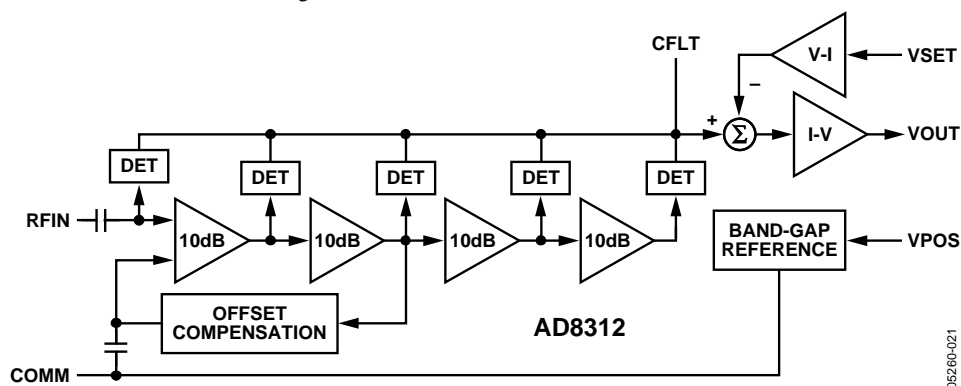 CFLT
V-I
VSET
–
+
Σ
I-V
VOUT
DET
DET
DET
DET
DET
RFIN
10dB
10dB
10dB
10dB
BAND-GAP
REFERENCE
VPOS
OFFSET
COMPENSATION
AD8312
COMM
05260-021